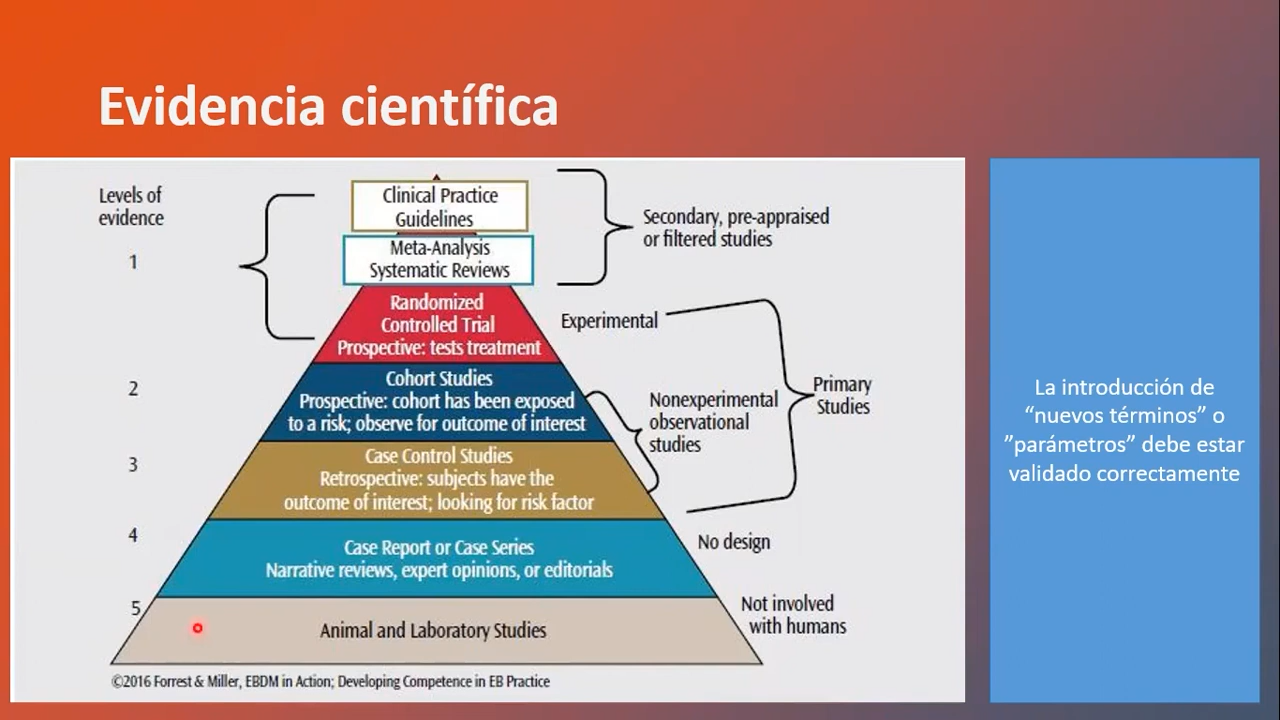 Evidencia científica
Levels of
evidence
1
2
3
4
5
Clinical Practice
Guidelines
Meta-Analysis
Systematic Reviews
Randomized
Controlled Trial
Prospective: tests treatment
Cohort Studies
Prospective: cohort has been exposed
to a risk; observe for outcome of interest
Case Control Studies
Retrospective: subjects have the
outcome of interest; looking for risk factor
Case Report or Case Series
Narrative reviews, expert opinions, or editorials
Animal and Laboratory Studies
Secondary, pre-appraised
or filtered studies
Experimental
Nonexperimental
observational
studies
Primary
Studies
No design
Not involved
with humans
©2016 Forrest & Miller, EBDM in Action; Developing Competence in EB Practice
La introducción de
“nuevos términos” o
”parámetros” debe estar
validado correctamente